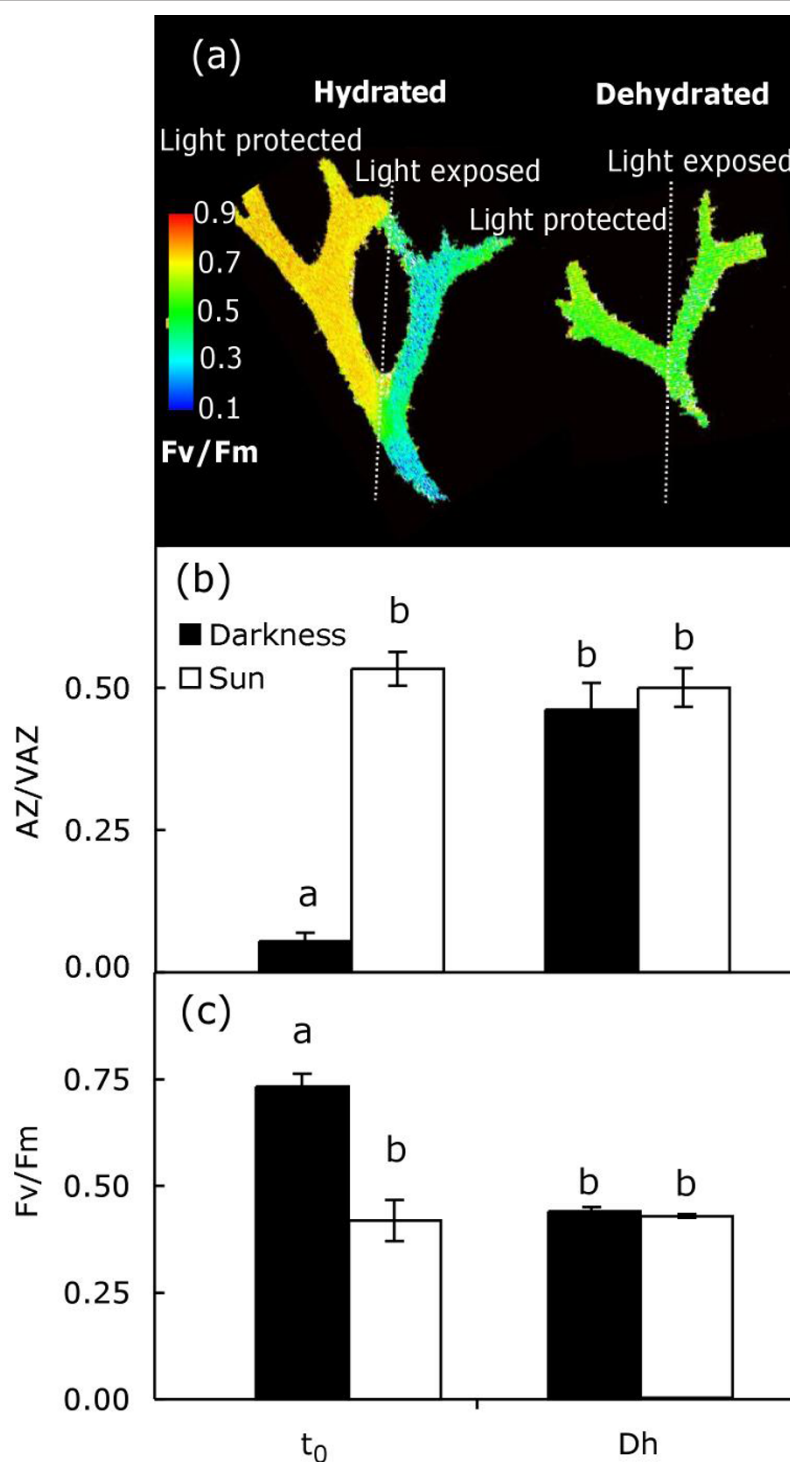 (a)
Hydrated
Dehydrated
Light protected
Light exposed
Light exposed
Light protected
0.9
0.7
0.5
0.3
0.1
Fv/Fm
(b)
b
b
b
Darkness
Sun
0.50
AZ/VAZ
0.25
a
0.00
(c)
a
0.75
b
b
b
Fv/Fm
0.50
0.25
0.00
t₀
Dh